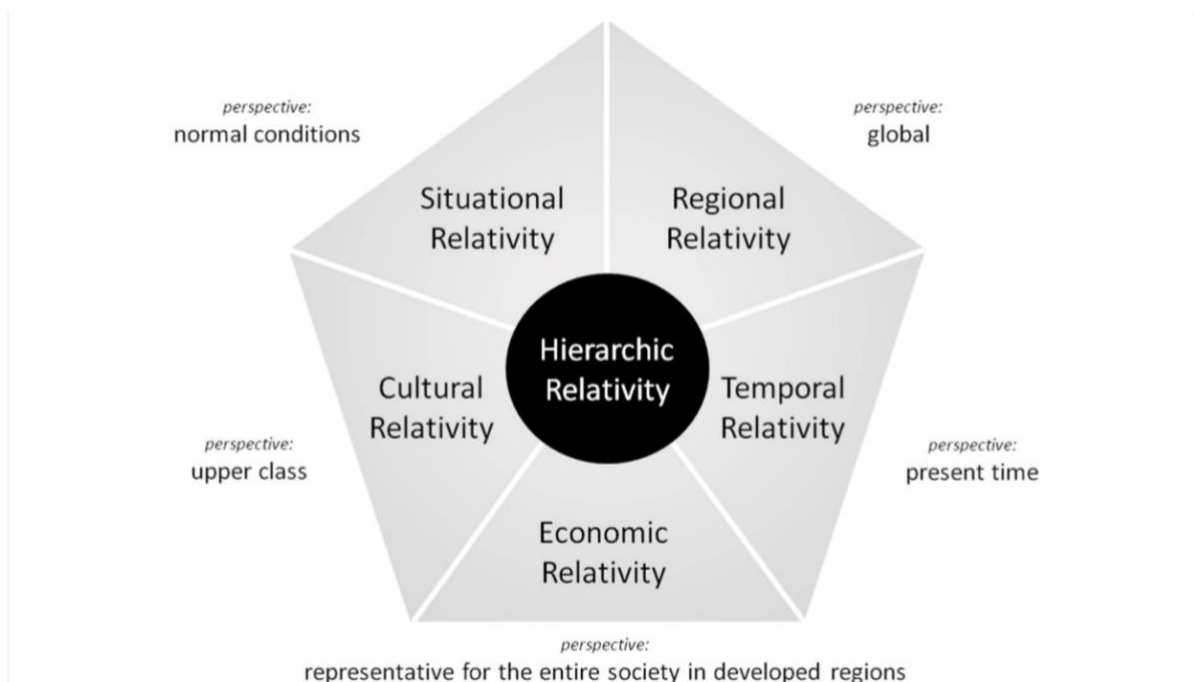 perspective:
normal conditions
perspective:
global
Situational
Relativity
Regional
Relativity
Hierarchic
Relativity
Cultural
Relativity
Temporal
Relativity
perspective:
upper class
perspective:
present time
Economic
Relativity
perspective:
representative for the entire society in developed regions